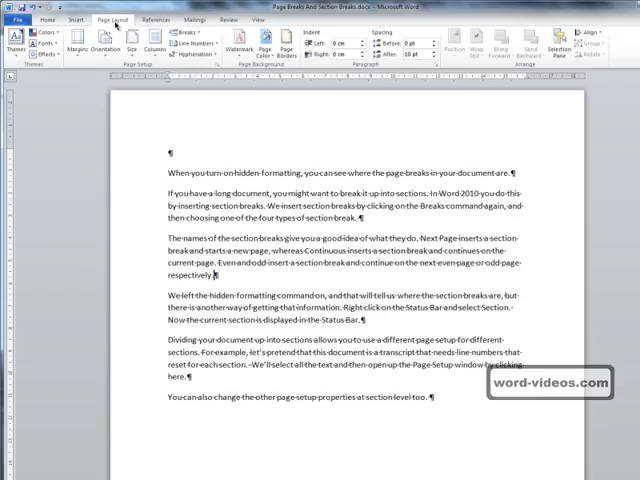 Page Breaks And Section Breaks.docx - Microsoft Word
File Home Insert Page Layout References Mailings Review View
Themes Colors Fonts Effects
Margins Orientation Size Columns Breaks Line Numbers Hyphenation
Watermark Page Color Page Borders
Indent Spacing
Left: 0 cm Before: 0 pt
Right: 0 cm After: 10 pt
Position Wrap Text Bring Forward Send Backward Selection Pane Align Group Rotate
Themes Page Setup Page Background Paragraph Arrange
When you turn on hidden formatting, you can see where the page breaks in your document are.¶
If you have a long document, you might want to break it up into sections. In Word 2010 you do this
by inserting section breaks. We insert section breaks by clicking on the Breaks command again, and
then choosing one of the four types of section break.¶
The names of the section breaks give you a good idea of what they do. Next Page inserts a section
break and starts a new page, whereas Continuous inserts a section break and continues on the
current page. Even and odd insert a section break and continue on the next even page or odd page
respectively.¶
We left the hidden formatting command on, and that will tell us where the section breaks are, but
there is another way of getting that information. Right click on the Status Bar and select Section.
Now the current section is displayed in the Status Bar.¶
Dividing your document up into sections allows you to use a different page setup for different
sections. For example, let's pretend that this document is a transcript that needs line numbers that
reset for each section. We'll select all the text and then open up the Page Setup window by clicking
here.¶
You can also change the other page setup properties at section level too. ¶
word-videos.com